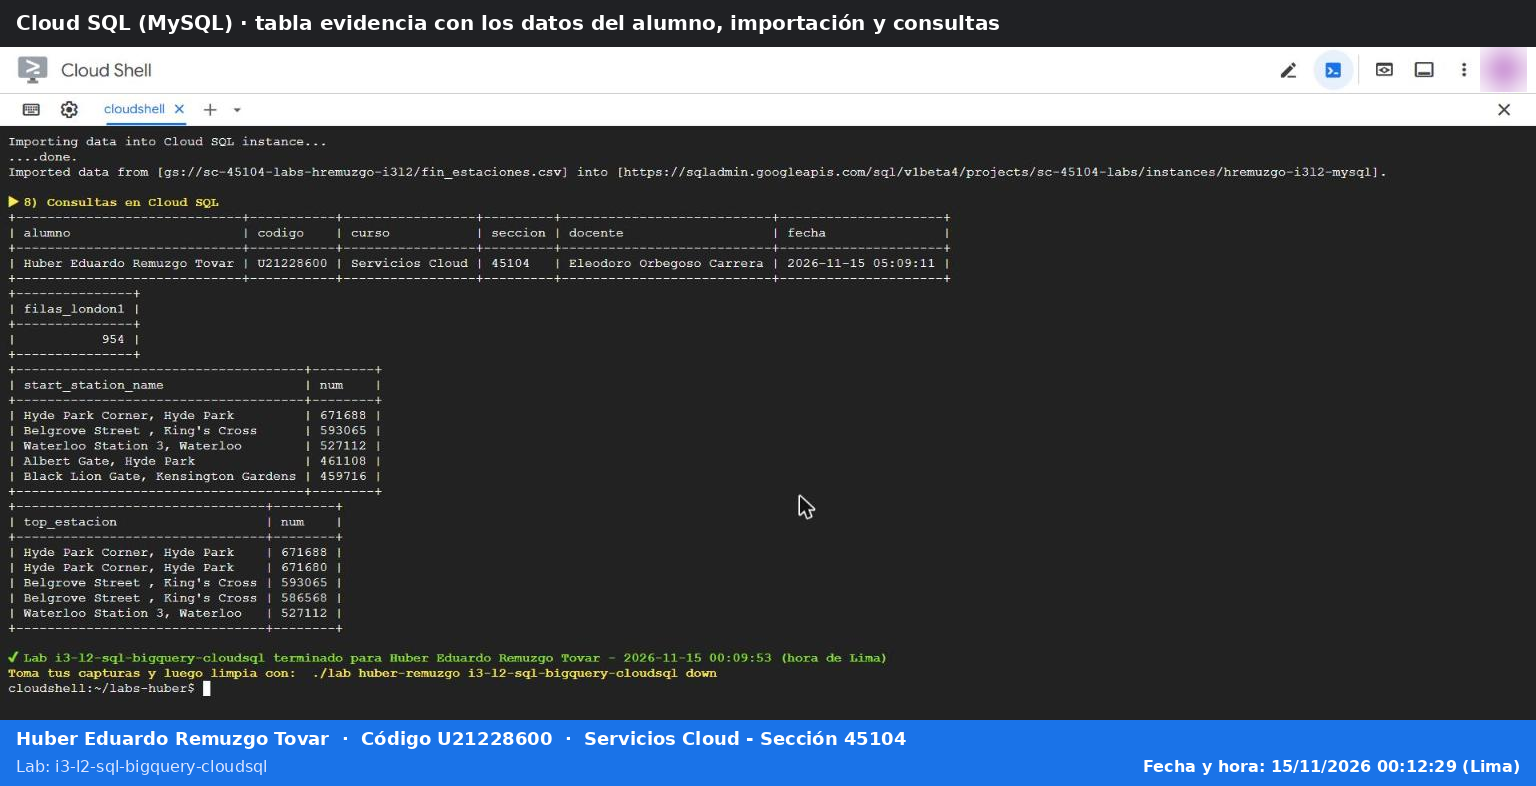 Cloud SQL (MySQL) · tabla evidencia con los datos del alumno, importación y consultas
Cloud Shell
cloudshell
Importing data into Cloud SQL instance...
....done.
Imported data from [gs://sc-45104-labs-hremuzgo-i3l2/fin_estaciones.csv] into [https://sqladmin.googleapis.com/sql/v1beta4/projects/sc-45104-labs/instances/hremuzgo-i3l2-mysql].
▶ 8) Consultas en Cloud SQL
| alumno | codigo | curso | seccion | docente | fecha |
| Huber Eduardo Remuzgo Tovar | U21228600 | Servicios Cloud | 45104 | Eleodoro Orbegoso Carrera | 2026-11-15 05:09:11 |
| filas_london1 |
| 954 |
| start_station_name | num |
| Hyde Park Corner, Hyde Park | 671688 |
| Belgrove Street , King's Cross | 593065 |
| Waterloo Station 3, Waterloo | 527112 |
| Albert Gate, Hyde Park | 461108 |
| Black Lion Gate, Kensington Gardens | 459716 |
| top_estacion | num |
| Hyde Park Corner, Hyde Park | 671688 |
| Hyde Park Corner, Hyde Park | 671680 |
| Belgrove Street , King's Cross | 593065 |
| Belgrove Street , King's Cross | 586568 |
| Waterloo Station 3, Waterloo | 527112 |
✔ Lab i3-l2-sql-bigquery-cloudsql terminado para Huber Eduardo Remuzgo Tovar - 2026-11-15 00:09:53 (hora de Lima)
Toma tus capturas y luego limpia con: ./lab huber-remuzgo i3-l2-sql-bigquery-cloudsql down
cloudshell:~/labs-huber$
Huber Eduardo Remuzgo Tovar · Código U21228600 · Servicios Cloud - Sección 45104
Lab: i3-l2-sql-bigquery-cloudsql
Fecha y hora: 15/11/2026 00:12:29 (Lima)